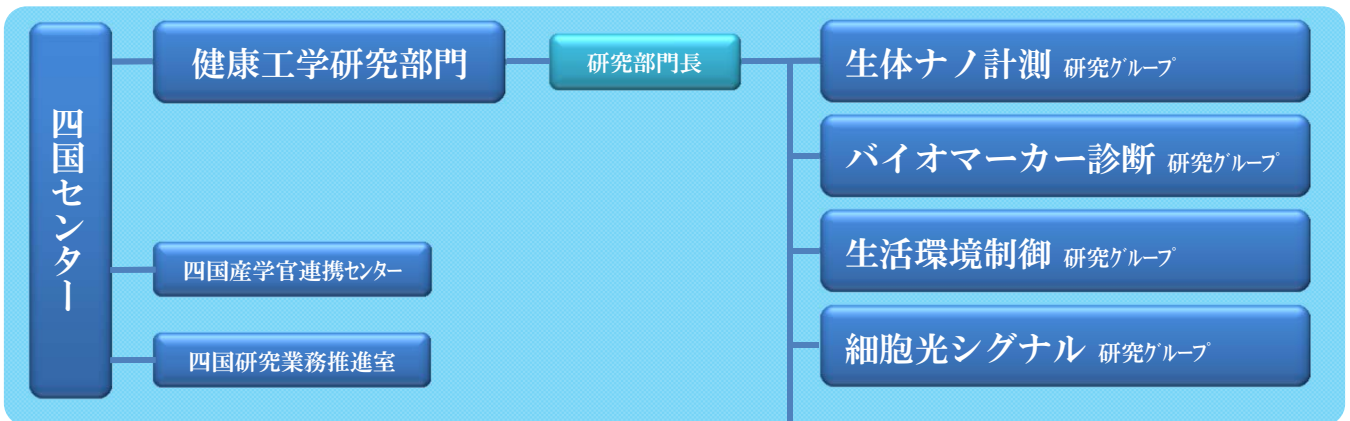 四国センター
健康工学研究部門
研究部門長
生体ナノ計測 研究グループ
バイオマーカー診断 研究グループ
生活環境制御 研究グループ
細胞光シグナル 研究グループ
四国産学官連携センター
四国研究業務推進室